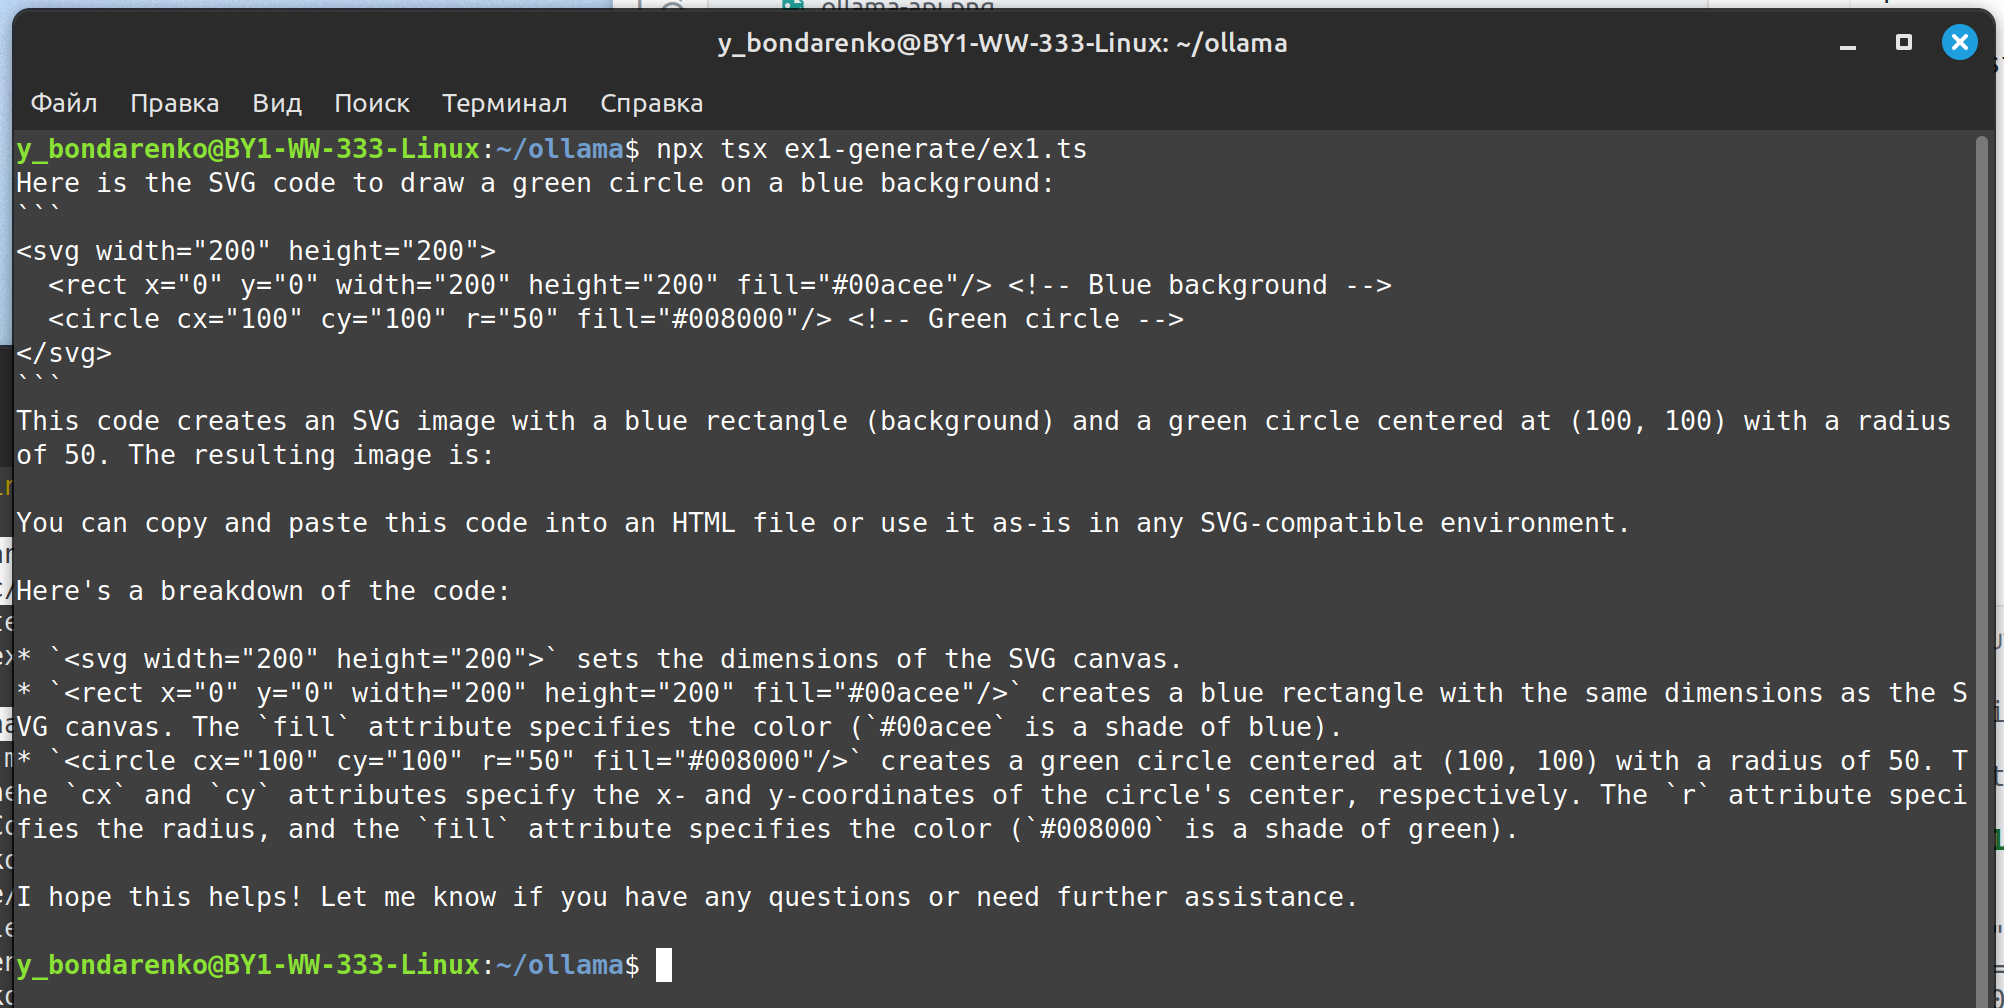 y_bondarenko@BY1-WW-333-Linux: ~/ollama
Файл Правка Вид Поиск Терминал Справка
y_bondarenko@BY1-WW-333-Linux:~/ollama$ npx tsx ex1-generate/ex1.ts
Here is the SVG code to draw a green circle on a blue background:
```
<svg width="200" height="200">
  <rect x="0" y="0" width="200" height="200" fill="#00acee"/> <!-- Blue background -->
  <circle cx="100" cy="100" r="50" fill="#008000"/> <!-- Green circle -->
</svg>
```
This code creates an SVG image with a blue rectangle (background) and a green circle centered at (100, 100) with a radius
of 50. The resulting image is:
You can copy and paste this code into an HTML file or use it as-is in any SVG-compatible environment.
Here's a breakdown of the code:
* `<svg width="200" height="200">` sets the dimensions of the SVG canvas.
* `<rect x="0" y="0" width="200" height="200" fill="#00acee"/>` creates a blue rectangle with the same dimensions as the S
VG canvas. The `fill` attribute specifies the color (`#00acee` is a shade of blue).
* `<circle cx="100" cy="100" r="50" fill="#008000"/>` creates a green circle centered at (100, 100) with a radius of 50. T
he `cx` and `cy` attributes specify the x- and y-coordinates of the circle's center, respectively. The `r` attribute speci
fies the radius, and the `fill` attribute specifies the color (`#008000` is a shade of green).
I hope this helps! Let me know if you have any questions or need further assistance.
y_bondarenko@BY1-WW-333-Linux:~/ollama$